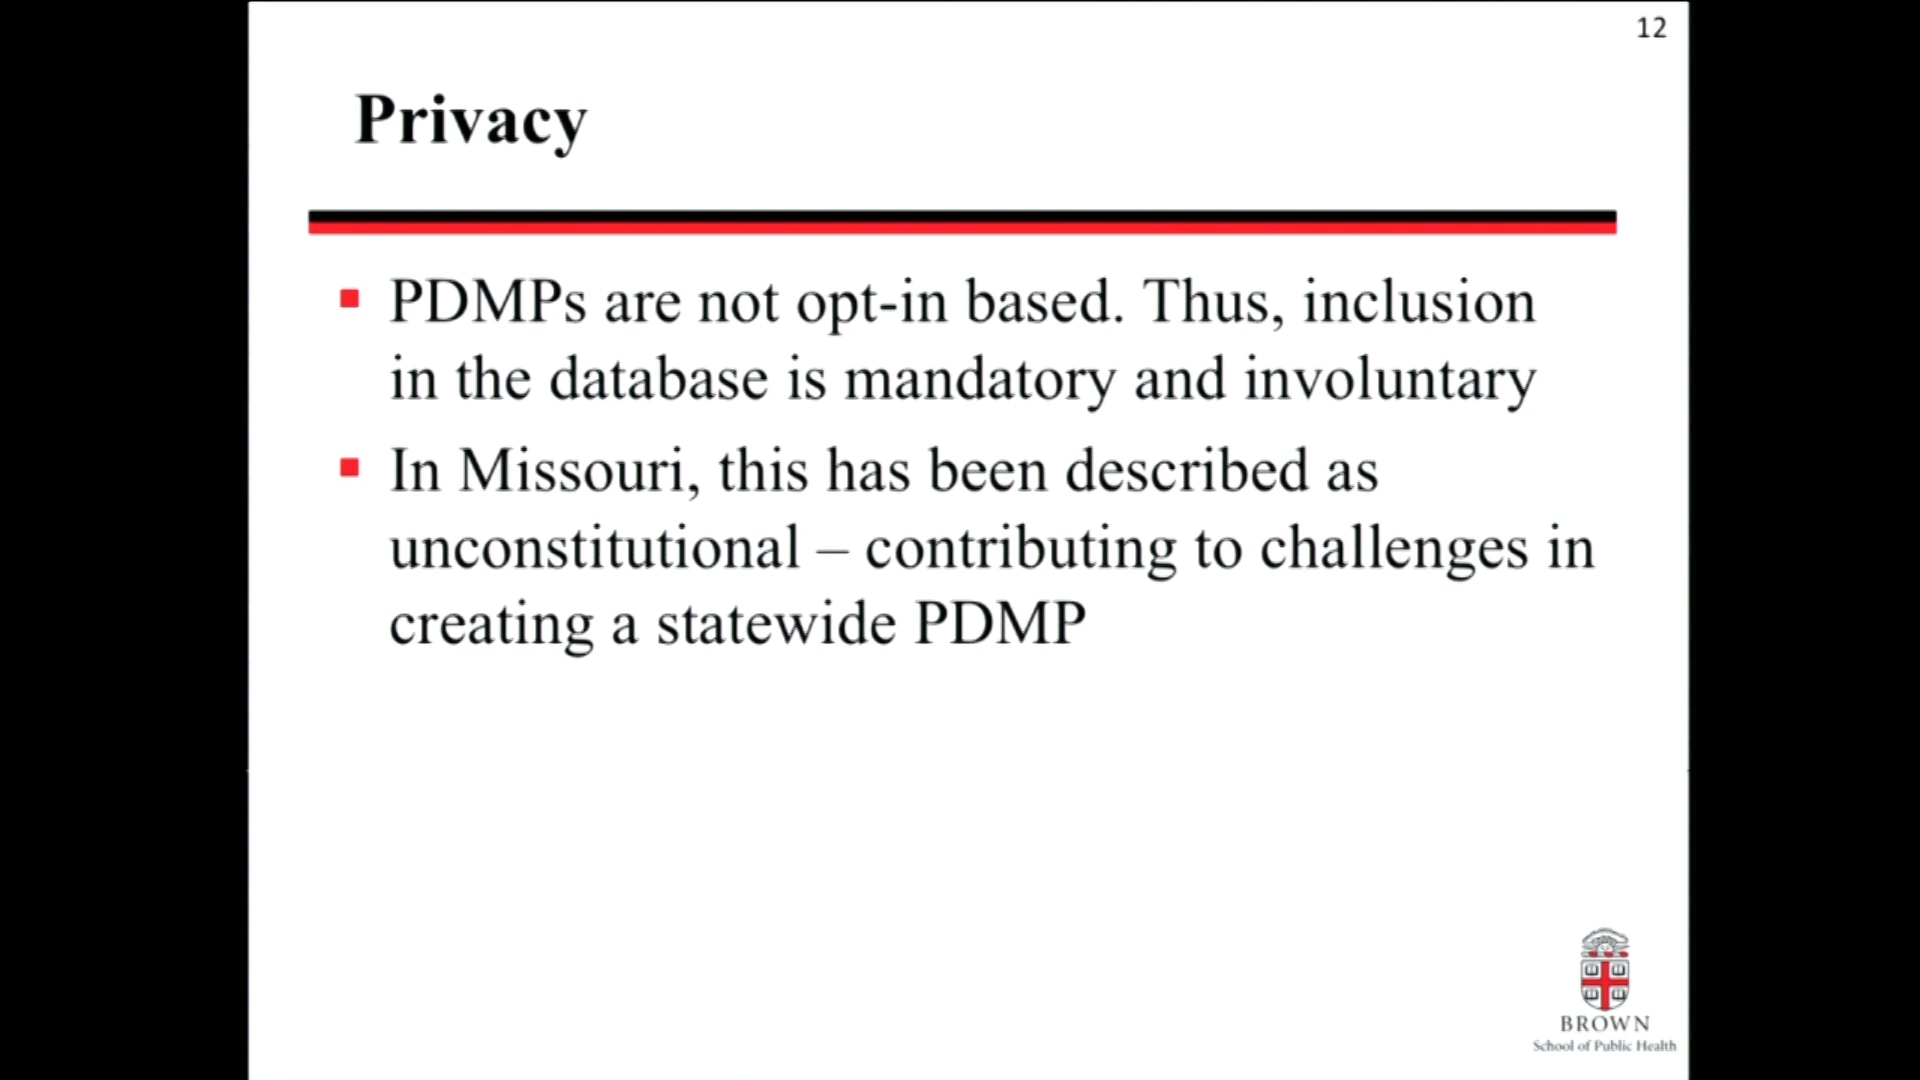 12
Privacy
PDMPs are not opt-in based. Thus, inclusion
in the database is mandatory and involuntary
In Missouri, this has been described as
unconstitutional – contributing to challenges in
creating a statewide PDMP
BROWN
School of Public Health